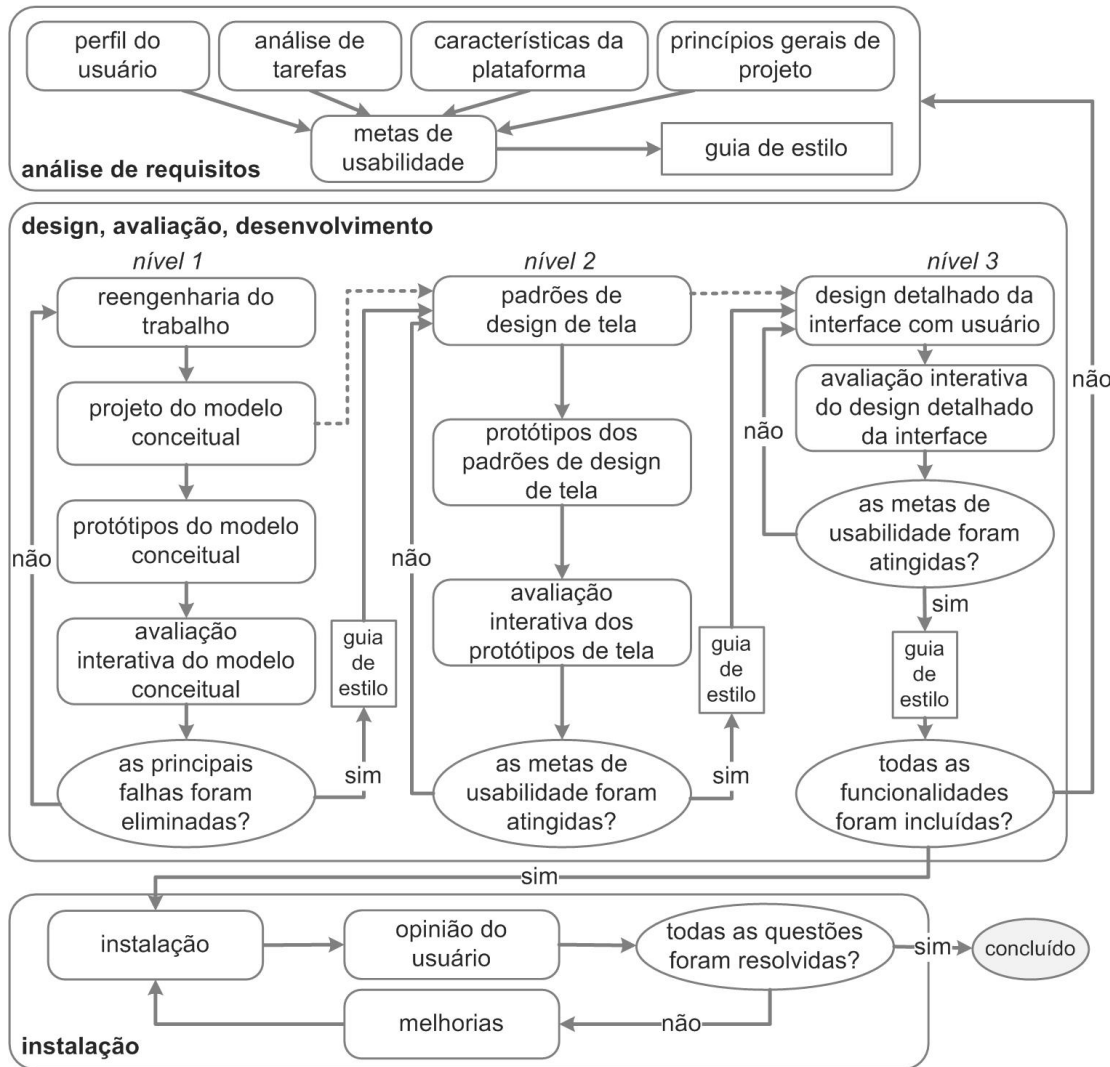 perfil do
usuário
análise de
tarefas
características da
plataforma
princípios gerais de
projeto
metas de
usabilidade
guia de estilo
análise de requisitos
não
design, avaliação, desenvolvimento
nível 1
reengenharia do
trabalho
projeto do modelo
conceitual
protótipos do modelo
conceitual
não
avaliação
interativa do modelo
conceitual
as principais
falhas foram
eliminadas?
sim
guia
de
estilo
nível 2
padrões de
design de tela
protótipos dos
padrões de design
de tela
não
avaliação
interativa dos
protótipos de tela
as metas de
usabilidade foram
atingidas?
sim
guia
de
estilo
nível 3
design detalhado da
interface com usuário
avaliação interativa
do design detalhado
da interface
não
as metas de
usabilidade foram
atingidas?
sim
guia
de
estilo
todas as
funcionalidades
foram incluídas?
sim
instalação
opinião do
usuário
todas as questões
foram resolvidas?
sim
concluído
não
melhorias
instalação